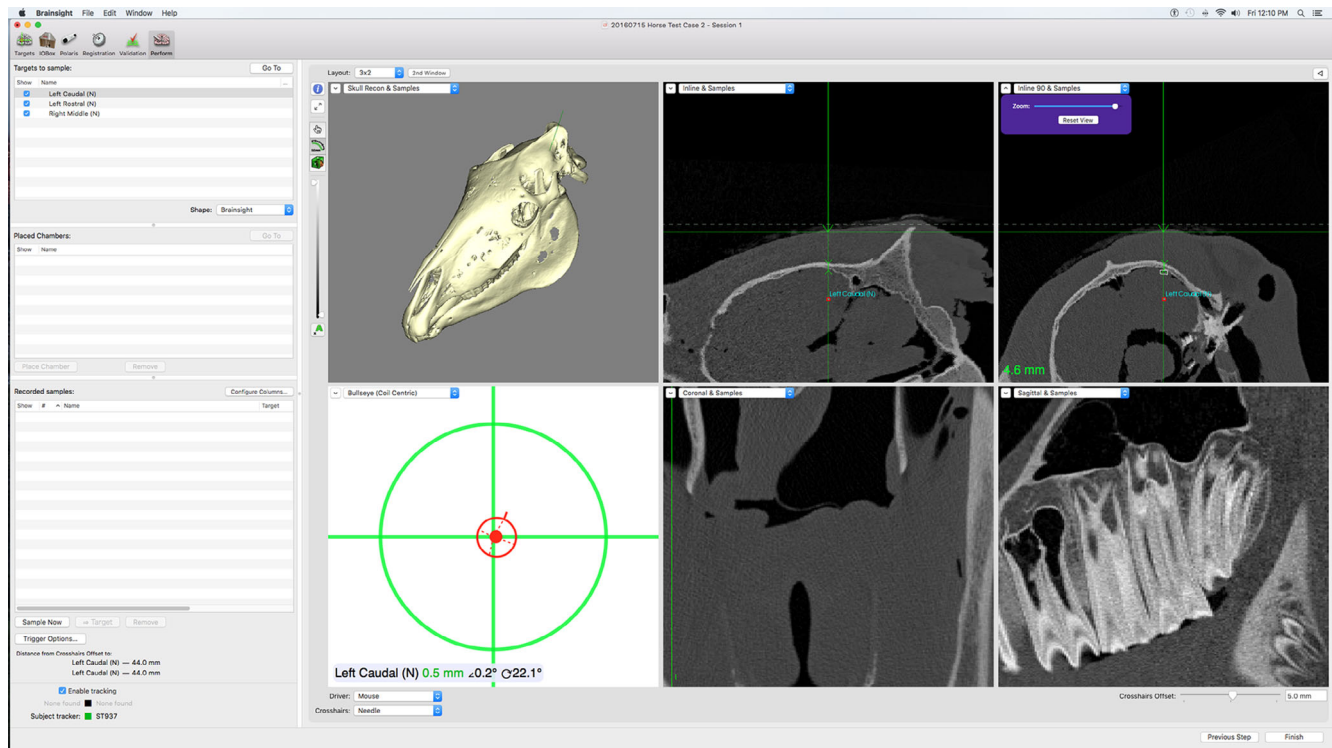 Brainsight File Edit Window Help
Fri 12:10 PM
20160715 Horse Test Case 2 - Session 1
Targets IOBox Polaris Registration Validation Perform
Targets to sample:
Go To
Show Name
...
Left Caudal (N)
Left Rostral (N)
Right Middle (N)
Shape: Brainsight
Placed Chambers:
Go To
Show Name
Place Chamber
Remove
Recorded samples:
Configure Columns...
Show # Name Target
Sample Now
⇒ Target
Remove
Trigger Options...
Distance from Crosshairs Offset to:
Left Caudal (N) — 44.0 mm
Left Caudal (N) — 44.0 mm
Enable tracking
None found None found
Subject tracker: ST937
Layout: 3x2
2nd Window
Skull Recon & Samples
Inline & Samples
Left Caudal (N)
Inline 90 & Samples
Zoom:
Reset View
Left Caudal (N)
4.6 mm
Bullseye (Coil Centric)
Left Caudal (N) 0.5 mm ∠0.2° ⟳22.1°
Coronal & Samples
Sagittal & Samples
Driver: Mouse
Crosshairs: Needle
Crosshairs Offset: 5.0 mm
Previous Step
Finish